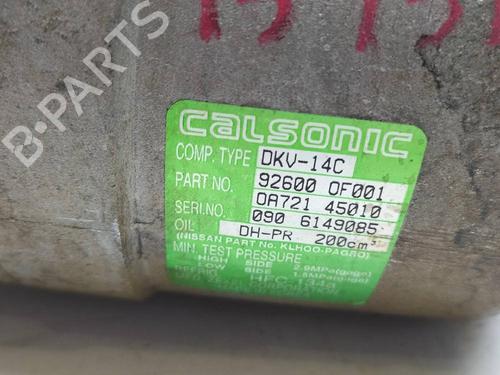 B-PARTS
calsonic
COMP. TYPE DKV-14C
PART NO. 92600 0F001
0A721 45010
SERI.NO. 090 6149085
OIL DH-PR 200cm³
(NISSAN Part No. KLH00-PAGS0)
MIN. TEST PRESSURE
HIGH SIDE 2.9MPa(gage)
LOW SIDE 1.5MPa(gage)
HFC-134a